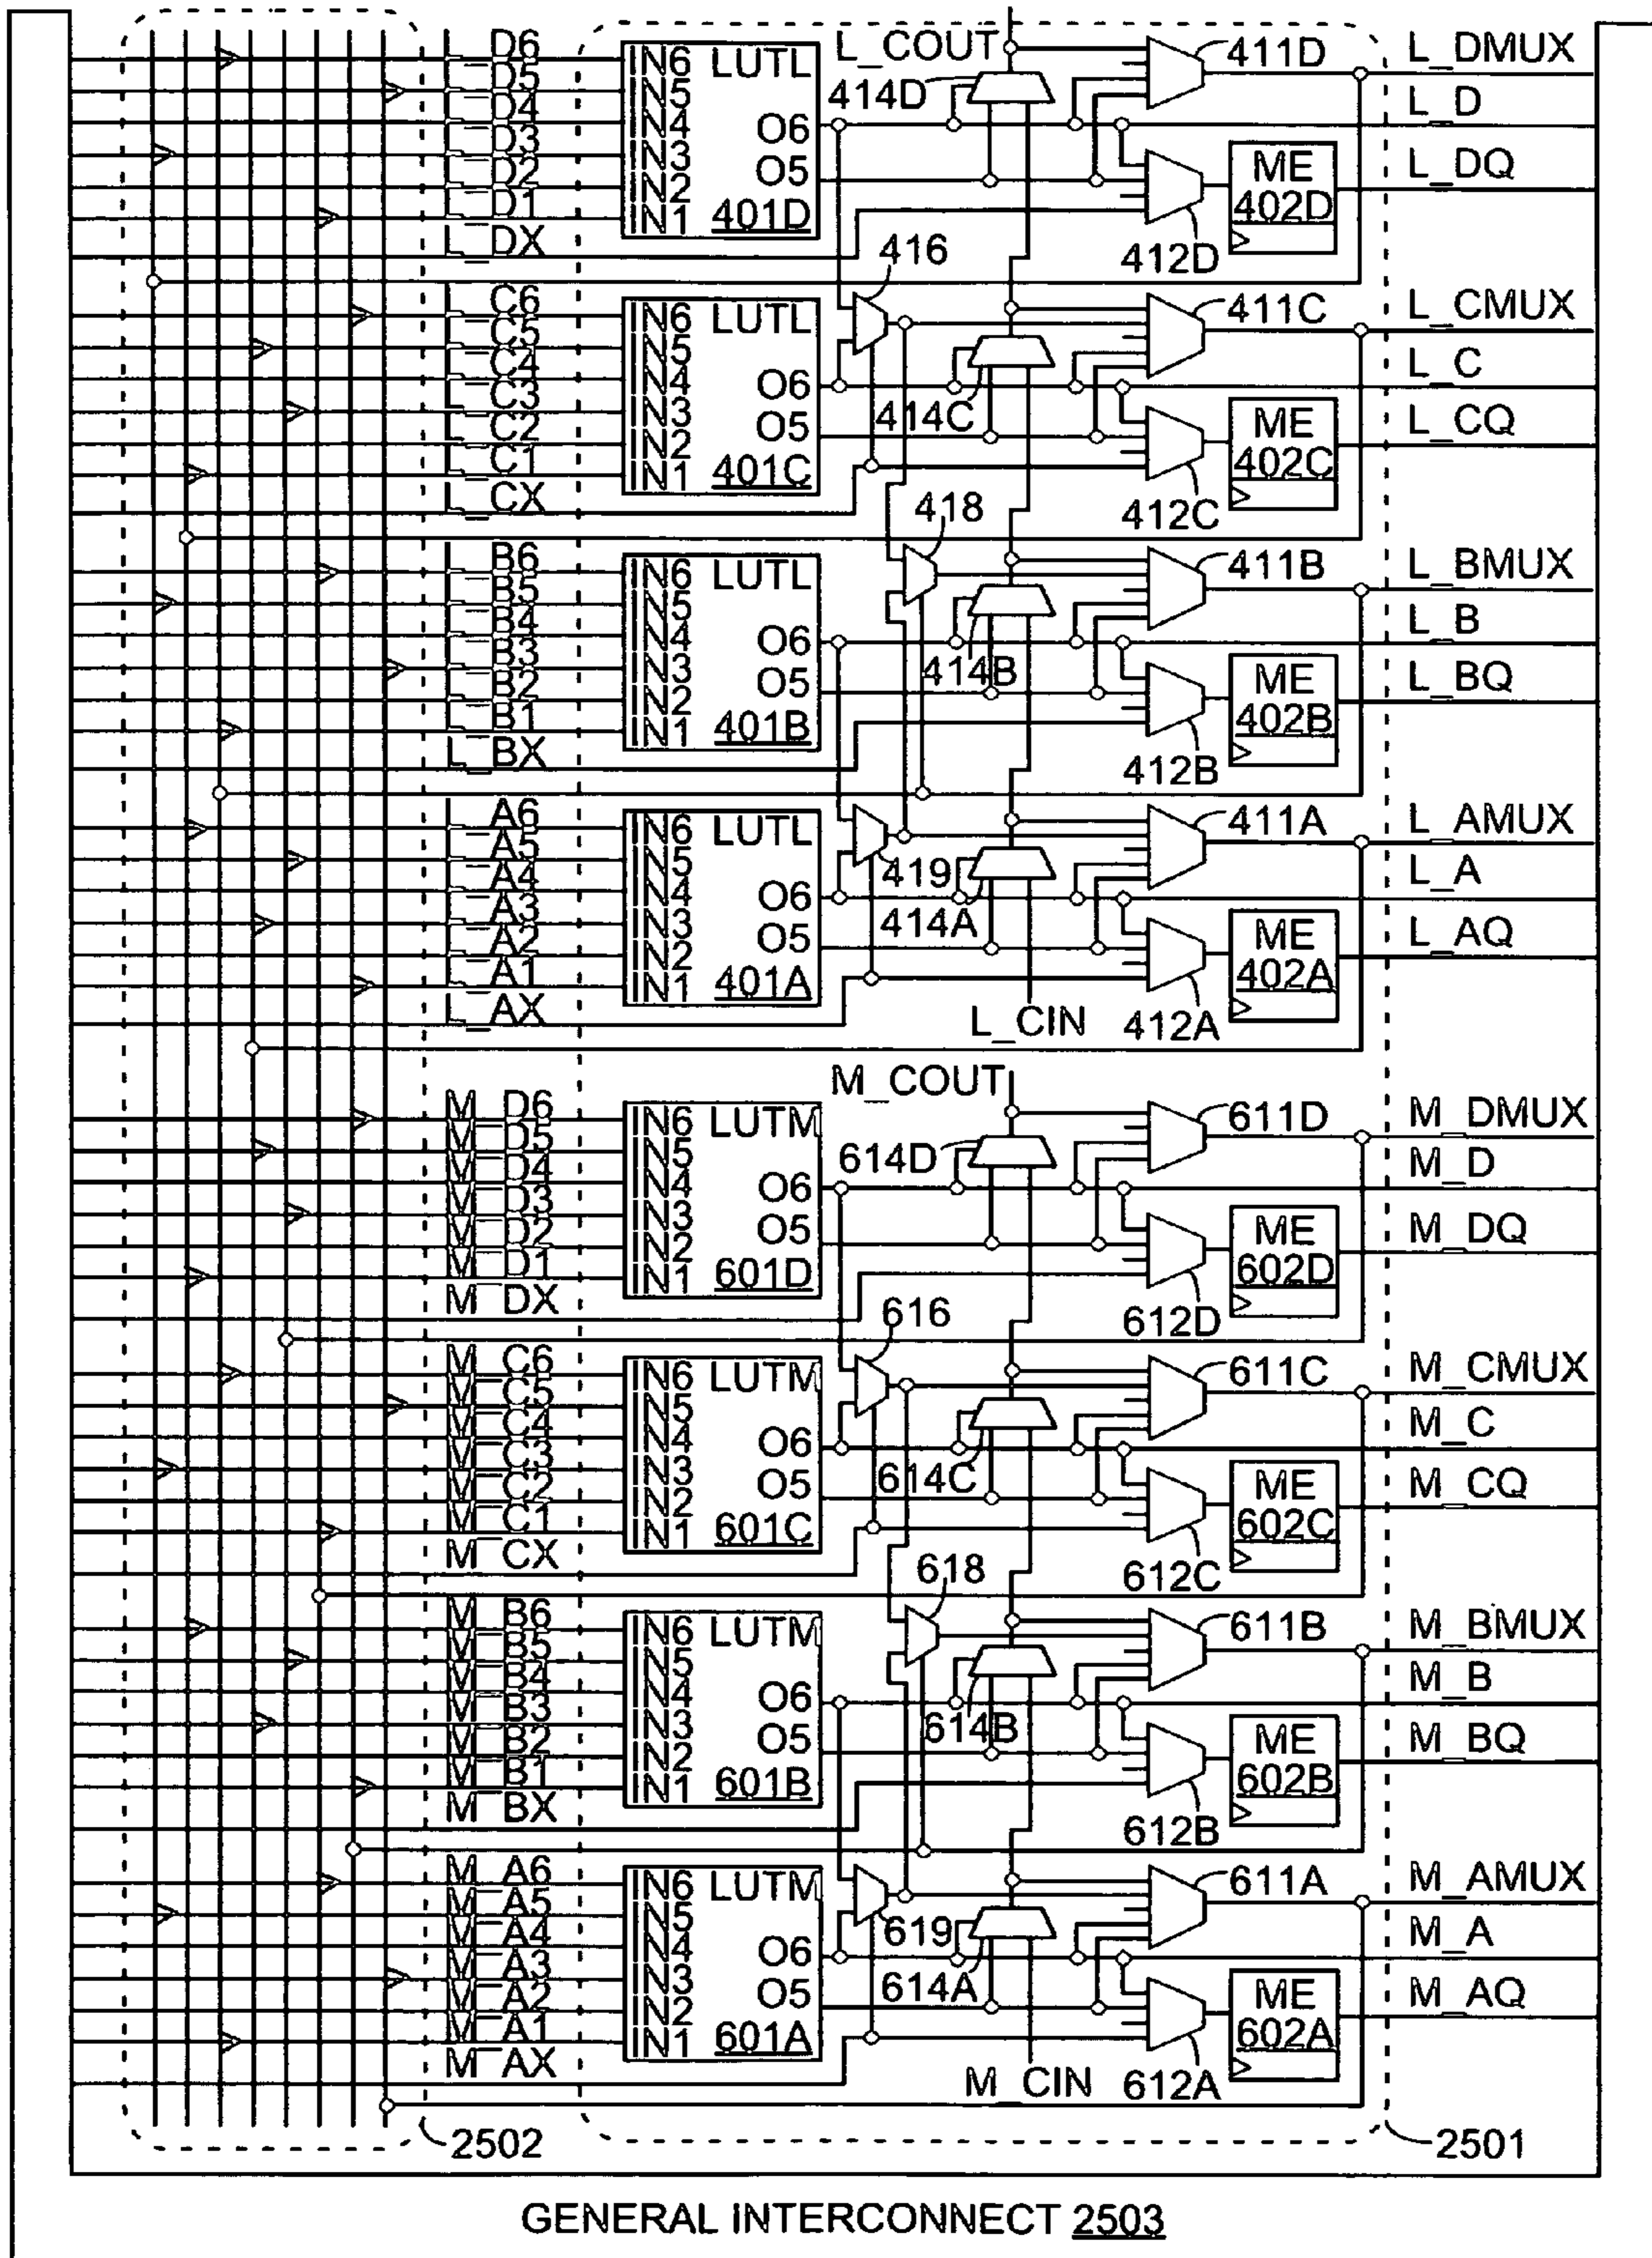 L_COUT
411D
L_DMUX
L_D6
L_D5
L_D4
L_D3
L_D2
L_D1
L_DX
IN6 LUTL
IN5
IN4
IN3
IN2
IN1 401D
O6
O5
414D
L_D
ME
402D
L_DQ
412D
416
411C
L_CMUX
L_C6
L_C5
L_C4
L_C3
L_C2
L_C1
L_CX
IN6 LUTL
IN5
IN4
IN3
IN2
IN1 401C
O6
O5
414C
L_C
ME
402C
L_CQ
412C
418
411B
L_BMUX
L_B6
L_B5
L_B4
L_B3
L_B2
L_B1
L_BX
IN6 LUTL
IN5
IN4
IN3
IN2
IN1 401B
O6
O5
414B
L_B
ME
402B
L_BQ
412B
411A
L_AMUX
L_A6
L_A5
L_A4
L_A3
L_A2
L_A1
L_AX
IN6 LUTL
IN5
IN4
IN3
IN2
IN1 401A
O6
O5
419
414A
L_A
ME
402A
L_AQ
L_CIN
412A
M_COUT
611D
M_DMUX
M_D6
M_D5
M_D4
M_D3
M_D2
M_D1
M_DX
IN6 LUTM
IN5
IN4
IN3
IN2
IN1 601D
O6
O5
614D
M_D
ME
602D
M_DQ
612D
616
611C
M_CMUX
M_C6
M_C5
M_C4
M_C3
M_C2
M_C1
M_CX
IN6 LUTM
IN5
IN4
IN3
IN2
IN1 601C
O6
O5
614C
M_C
ME
602C
M_CQ
612C
618
611B
M_BMUX
M_B6
M_B5
M_B4
M_B3
M_B2
M_B1
M_BX
IN6 LUTM
IN5
IN4
IN3
IN2
IN1 601B
O6
O5
614B
M_B
ME
602B
M_BQ
612B
611A
M_AMUX
M_A6
M_A5
M_A4
M_A3
M_A2
M_A1
M_AX
IN6 LUTM
IN5
IN4
IN3
IN2
IN1 601A
O6
O5
619
614A
M_A
ME
602A
M_AQ
M_CIN
612A
2502
2501
GENERAL INTERCONNECT 2503